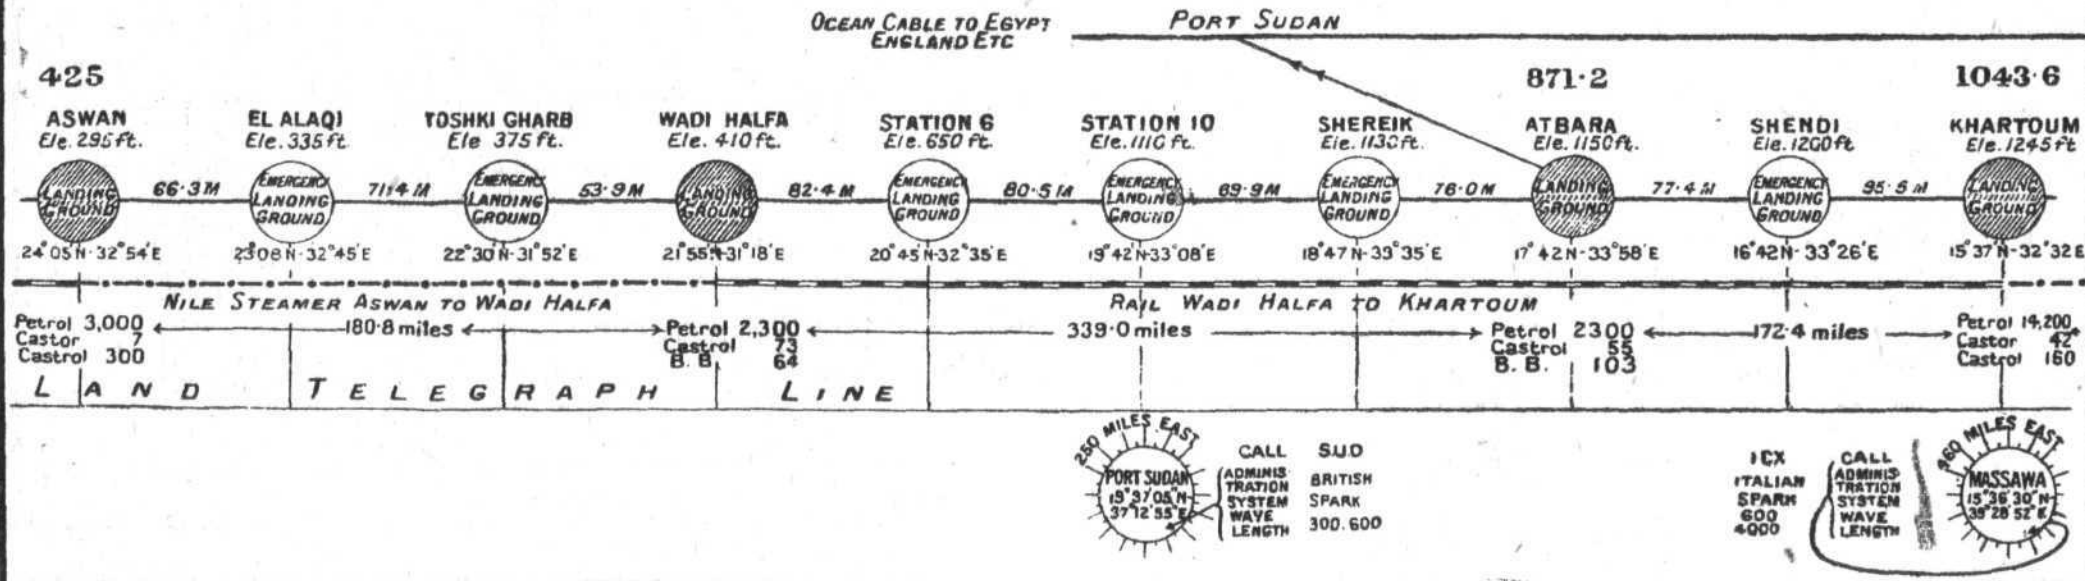 OCEAN CABLE TO EGYPT
ENGLAND ETC
PORT SUDAN
425
871·2
1043·6
ASWAN
Ele. 295 ft.
EL ALAQI
Ele. 335 ft.
TOSHKI GHARB
Ele 375 ft.
WADI HALFA
Ele. 410 ft.
STATION 6
Ele. 650 ft.
STATION 10
Ele. 1110 ft.
SHEREIK
Ele. 1130 ft.
ATBARA
Ele. 1150 ft.
SHENDI
Ele. 1200 ft
KHARTOUM
Ele. 1245 ft
LANDING
GROUND
66·3 M
EMERGENCY
LANDING
GROUND
71·4 M
EMERGENCY
LANDING
GROUND
53·9 M
LANDING
GROUND
82·4 M
EMERGENCY
LANDING
GROUND
80·5 M
EMERGENCY
LANDING
GROUND
69·9 M
EMERGENCY
LANDING
GROUND
76·0 M
LANDING
GROUND
77·4 M
EMERGENCY
LANDING
GROUND
95·5 M
LANDING
GROUND
24°05'N-32°54'E
23°08'N-32°45'E
22°30'N-31°52'E
21°55'N-31°18'E
20°45'N-32°35'E
19°42'N-33°08'E
18°47'N-33°35'E
17°42'N-33°58'E
16°42'N-33°26'E
15°37'N-32°32'E
NILE STEAMER ASWAN TO WADI HALFA
RAIL WADI HALFA TO KHARTOUM
Petrol 3,000
Castor 7
Castrol 300
180·8 miles
Petrol 2,300
Castrol 73
B. B. 64
339·0 miles
Petrol 2300
Castrol 55
B. B. 103
172·4 miles
Petrol 14,200
Castor 42
Castrol 160
LAND TELEGRAPH LINE
250 MILES EAST
PORT SUDAN
19°37'05"N
37°12'55"E
CALL SUD
ADMINISTRATION BRITISH
SYSTEM SPARK
WAVE LENGTH 300.600
ICX CALL
ITALIAN ADMINISTRATION
SPARK SYSTEM
600 WAVE
4000 LENGTH
MILES EAST
MASSAWA
15°36'30"N
39°28'52"E